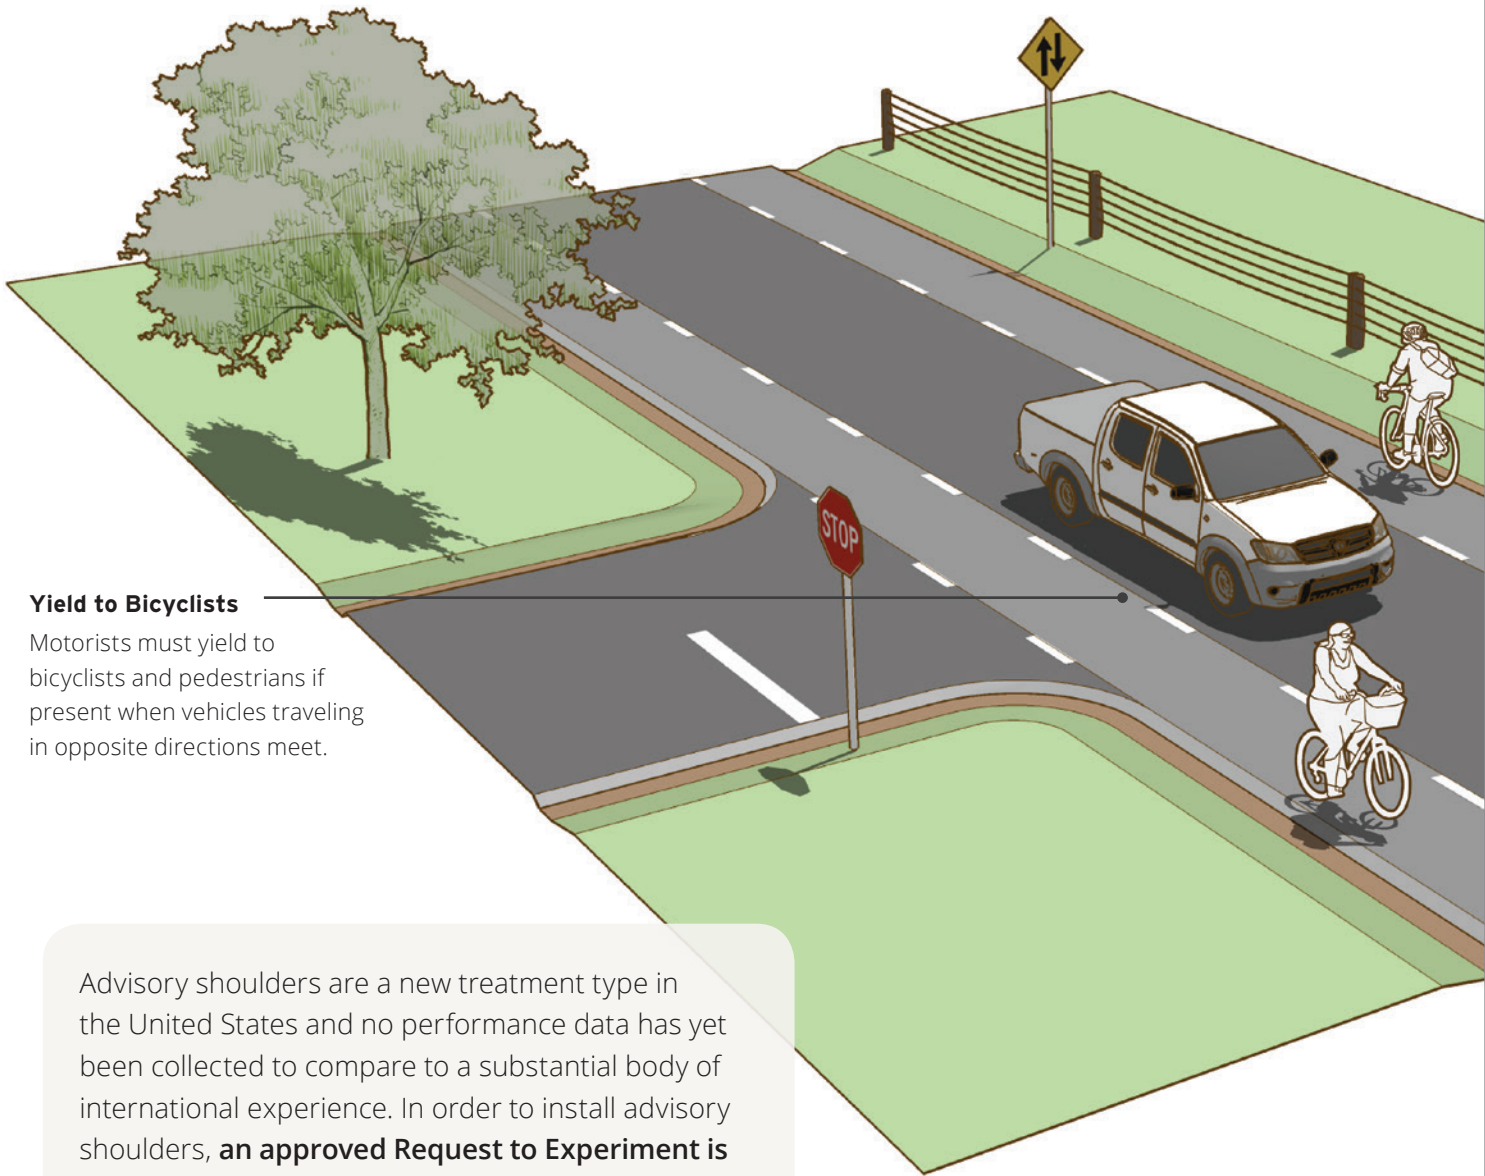 STOP
Yield to Bicyclists
Motorists must yield to
bicyclists and pedestrians if
present when vehicles traveling
in opposite directions meet.
Advisory shoulders are a new treatment type in
the United States and no performance data has yet
been collected to compare to a substantial body of
international experience. In order to install advisory
shoulders, an approved Request to Experiment is